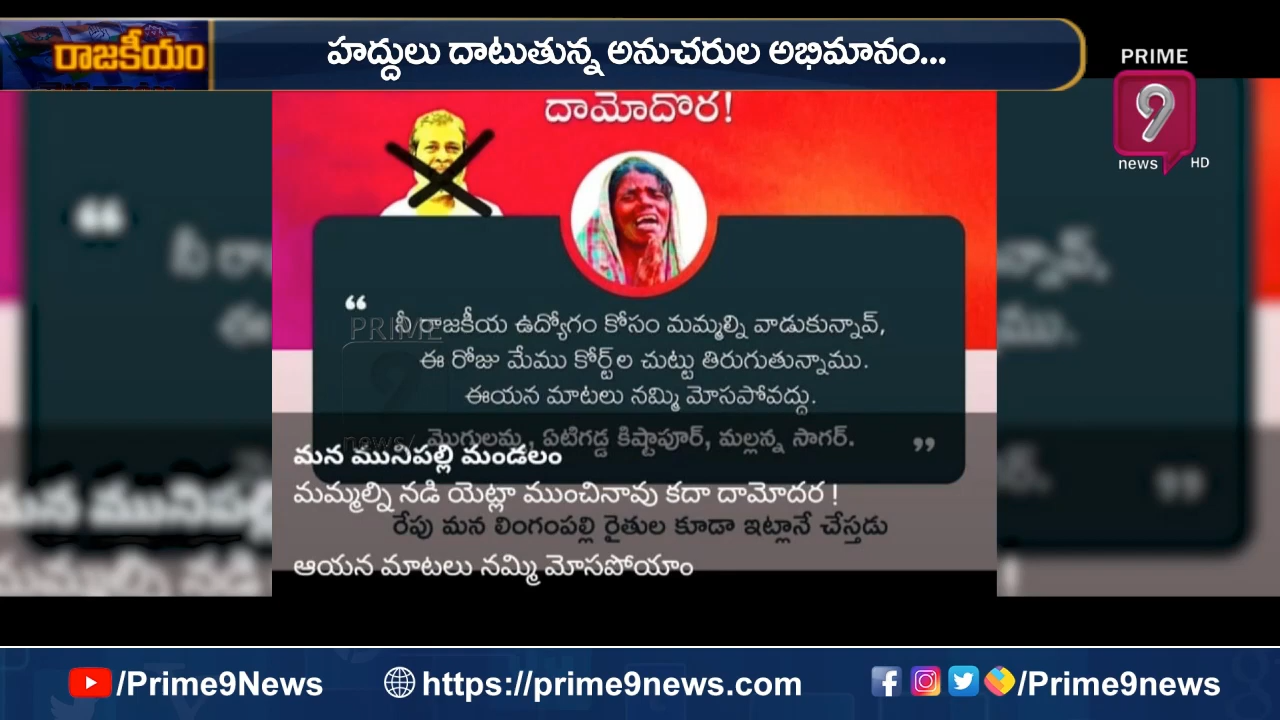 రాజకీయం
హద్దులు దాటుతున్న అనుచరుల అభిమానం...
PRIME
9
news
HD
దామోదొర!
“
నీ రాజకీయ ఉద్యోగం కోసం మమ్మల్ని వాడుకున్నావ్,
ఈ రోజు మేము కోర్ట్‌ల చుట్టు తిరుగుతున్నాము.
ఈయన మాటలు నమ్మి మోసపోవద్దు.
మొగులమ్మ, ఏటిగడ్డ కిష్టాపూర్, మల్లన్న సాగర్.
”
మన మునిపల్లి మండలం
మమ్మల్ని నడి యెట్లా ముంచినావు కదా దామోదర !
రేపు మన లింగంపల్లి రైతుల కూడా ఇట్లానే చేస్తడు
ఆయన మాటలు నమ్మి మోసపోయాం
/Prime9News
https://prime9news.com
/Prime9news